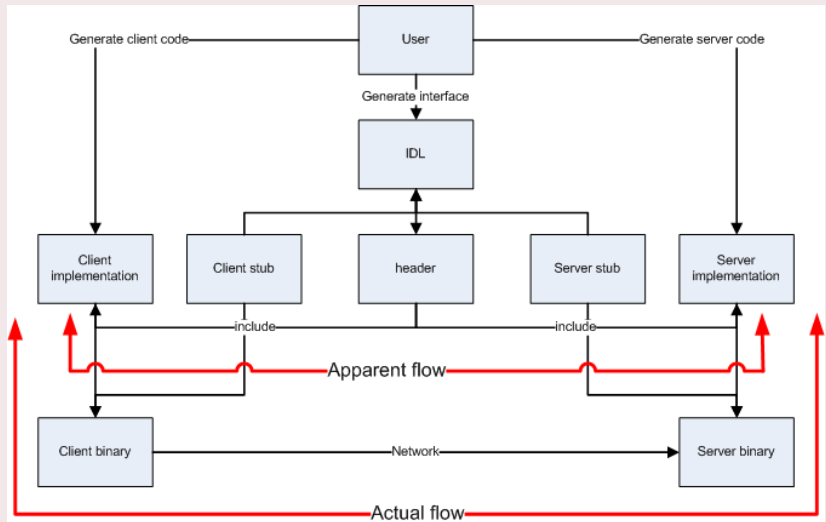 User
Generate client code
Generate server code
Generate interface
IDL
Client
implementation
Client stub
header
Server stub
Server
implementation
include
include
Apparent flow
Client binary
Network
Server binary
Actual flow